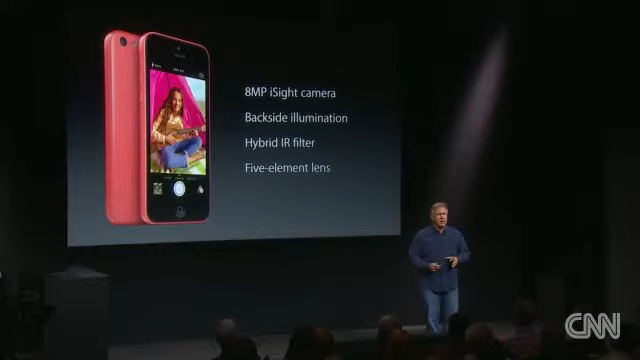 8MP iSight camera
Backside illumination
Hybrid IR filter
Five-element lens
CNN